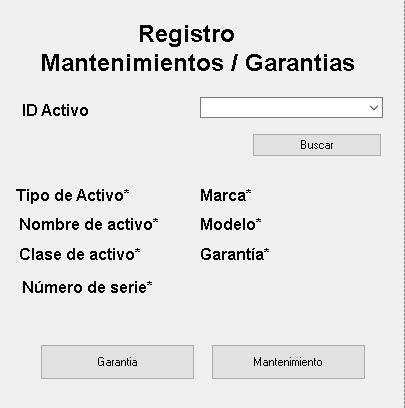 Registro
Mantenimientos / Garantias
ID Activo
Buscar
Tipo de Activo* Marca*
Nombre de activo* Modelo*
Clase de activo* Garantía*
Número de serie*
Garantia Mantenimiento